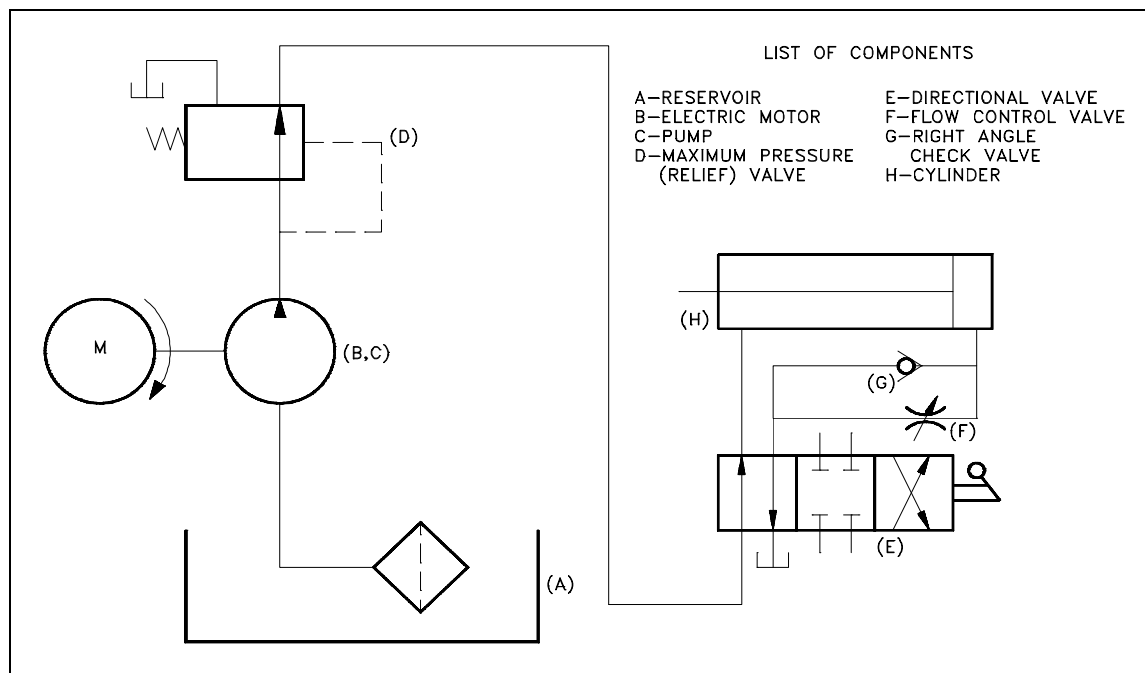 LIST OF COMPONENTS
A-RESERVOIR
B-ELECTRIC MOTOR
C-PUMP
D-MAXIMUM PRESSURE
(RELIEF) VALVE
E-DIRECTIONAL VALVE
F-FLOW CONTROL VALVE
G-RIGHT ANGLE
CHECK VALVE
H-CYLINDER
(D)
M
(B,C)
(A)
(H)
(G)
(F)
(E)